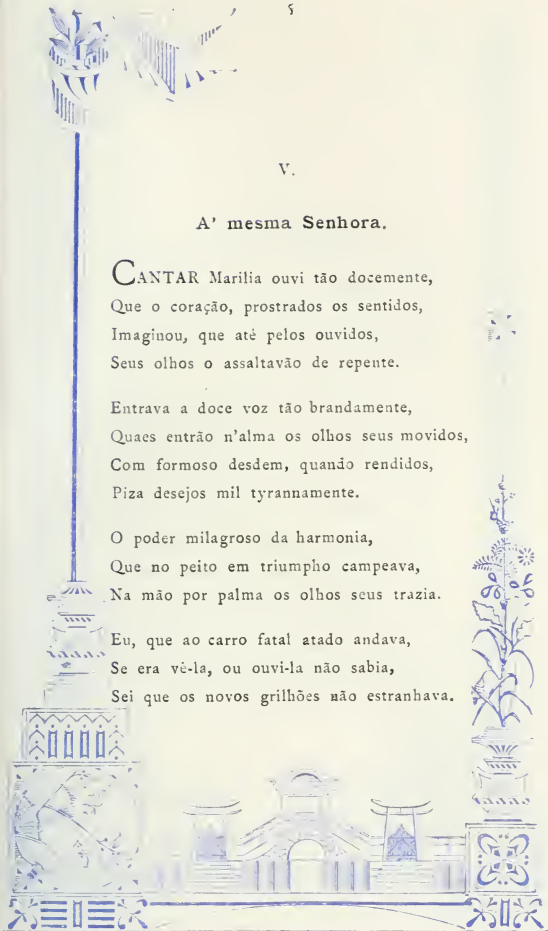 5
V.
A' mesma Senhora.
CANTAR Marilia ouvi tão docemente,
Que o coração, prostrados os sentidos,
Imaginou, que até pelos ouvidos,
Seus olhos o assaltavão de repente.
Entrava a doce voz tão brandamente,
Quaes entrão n'alma os olhos seus movidos,
Com formoso desdem, quando rendidos,
Piza desejos mil tyrannamente.
O poder milagroso da harmonia,
Que no peito em triumpho campeava,
Na mão por palma os olhos seus trazia.
Eu, que ao carro fatal atado andava,
Se era vê-la, ou ouvi-la não sabia,
Sei que os novos grilhões não estranhava.